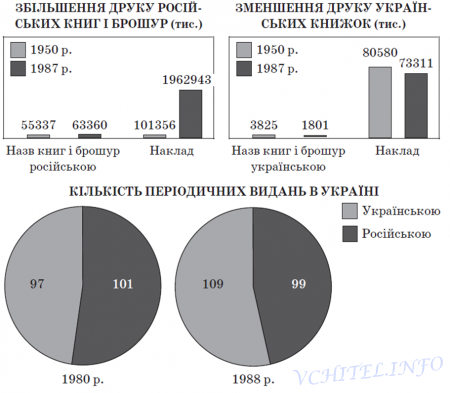 ЗБІЛЬШЕННЯ ДРУКУ РОСІЙ-
СЬКИХ КНИГ І БРОШУР (тис.)
1950 р.
1987 р.
1962943
55337
63360
101356
Назв книг і брошур
російською
Наклад
ЗМЕНШЕННЯ ДРУКУ УКРАЇН-
СЬКИХ КНИЖОК (тис.)
1950 р.
1987 р.
80580
73311
3825
1801
Назв книг і брошур
українською
Наклад
КІЛЬКІСТЬ ПЕРІОДИЧНИХ ВИДАНЬ В УКРАЇНІ
Українською
Російською
97
101
109
99
1980 р.
1988 р.
VCHITEL.INFO